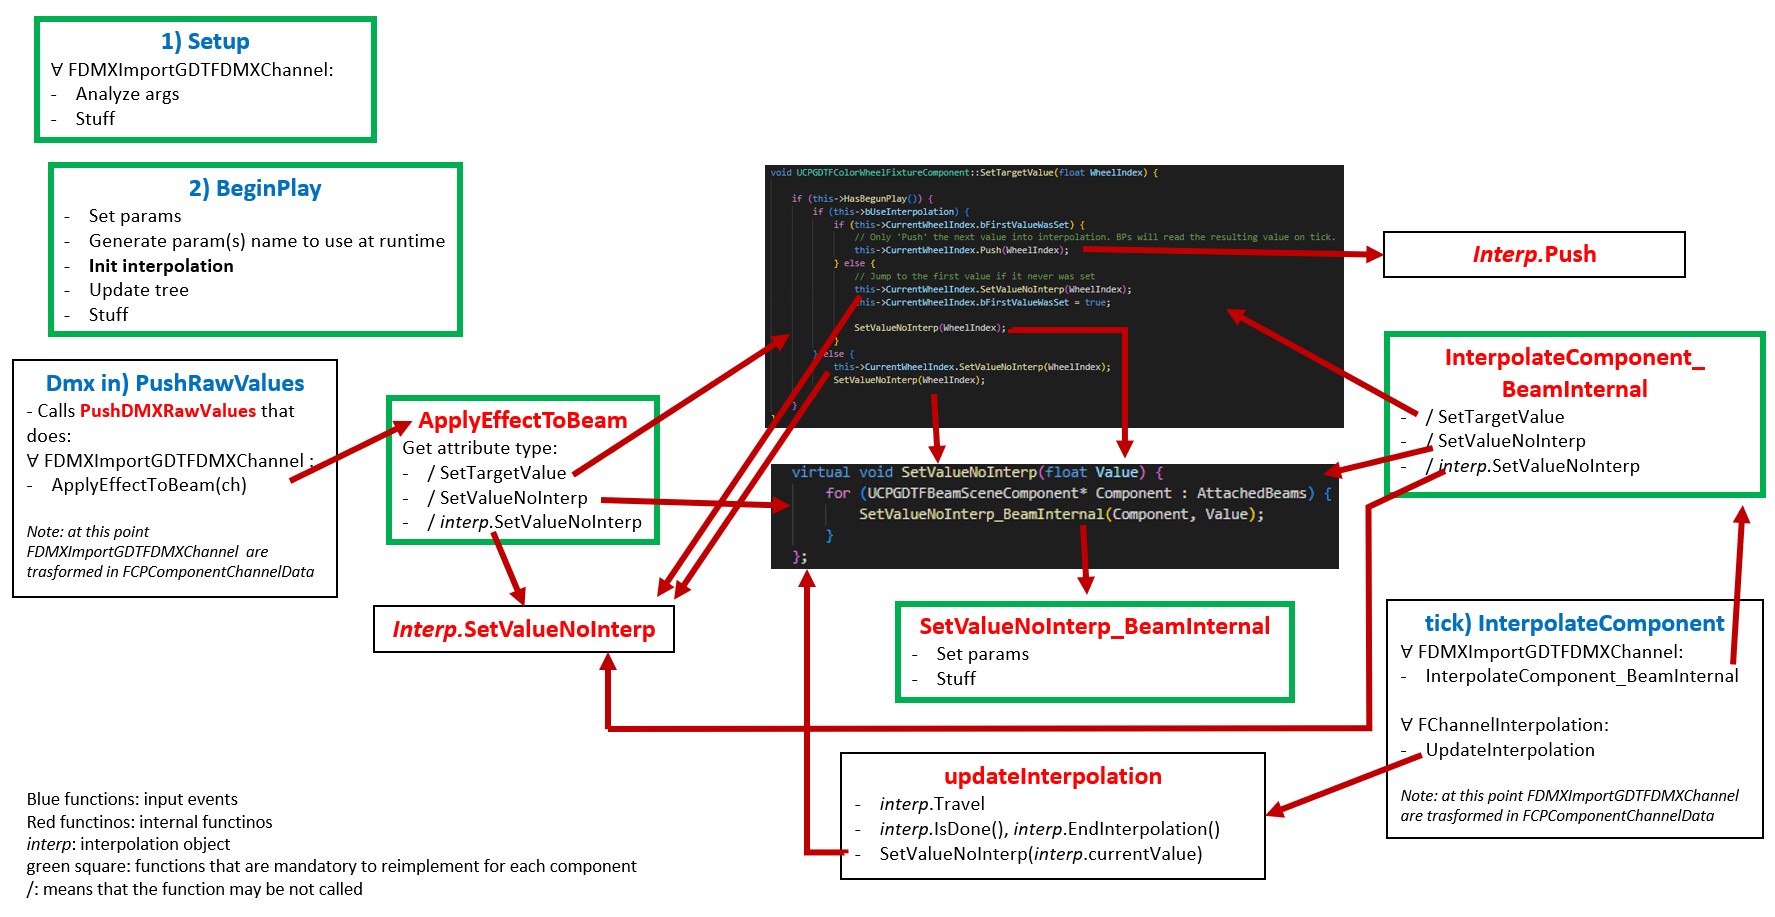 1) Setup
∀ FDMXImportGDTFDMXChannel:
- Analyze args
- Stuff
2) BeginPlay
- Set params
- Generate param(s) name to use at runtime
- Init interpolation
- Update tree
- Stuff
Dmx in) PushRawValues
- Calls PushDMXRawValues that
does:
∀ FDMXImportGDTFDMXChannel :
- ApplyEffectToBeam(ch)
Note: at this point
FDMXImportGDTFDMXChannel are
trasformed in FCPComponentChannelData
ApplyEffectToBeam
Get attribute type:
- / SetTargetValue
- / SetValueNoInterp
- / interp.SetValueNoInterp
Interp.SetValueNoInterp
void UCPGDTFColorWheelFixtureComponent::SetTargetValue(float WheelIndex) {
if (this->HasBegunPlay()) {
if (this->bUseInterpolation) {
if (this->CurrentWheelIndex.bFirstValueWasSet) {
// Only 'Push' the next value into interpolation. BPs will read the resulting value on tick.
this->CurrentWheelIndex.Push(WheelIndex);
} else {
// Jump to the first value if it never was set
this->CurrentWheelIndex.SetValueNoInterp(WheelIndex);
this->CurrentWheelIndex.bFirstValueWasSet = true;
SetValueNoInterp(WheelIndex);
}
} else {
this->CurrentWheelIndex.SetValueNoInterp(WheelIndex);
SetValueNoInterp(WheelIndex);
}
}
virtual void SetValueNoInterp(float Value) {
for (UCPGDTFBeamSceneComponent* Component : AttachedBeams) {
SetValueNoInterp_BeamInternal(Component, Value);
}
};
SetValueNoInterp_BeamInternal
- Set params
- Stuff
Interp.Push
InterpolateComponent_
BeamInternal
- / SetTargetValue
- / SetValueNoInterp
- / interp.SetValueNoInterp
tick) InterpolateComponent
∀ FDMXImportGDTFDMXChannel:
- InterpolateComponent_BeamInternal
∀ FChannelInterpolation:
- UpdateInterpolation
Note: at this point FDMXImportGDTFDMXChannel
are trasformed in FCPComponentChannelData
updateInterpolation
- interp.Travel
- interp.IsDone(), interp.EndInterpolation()
- SetValueNoInterp(interp.currentValue)
Blue functions: input events
Red functinos: internal functinos
interp: interpolation object
green square: functions that are mandatory to reimplement for each component
/: means that the function may be not called